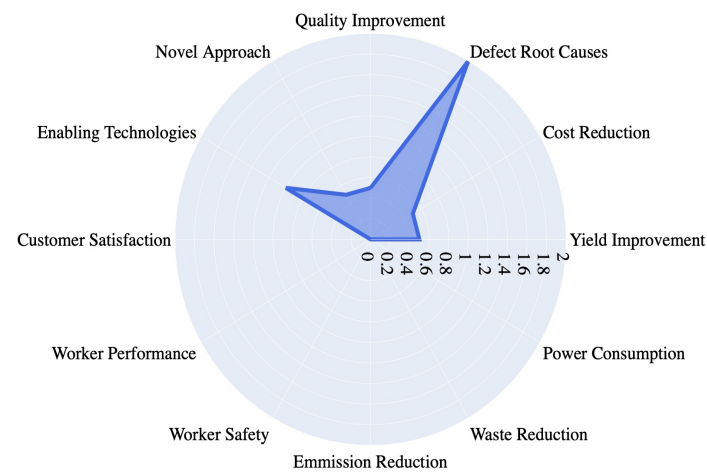 Quality Improvement
Novel Approach
Defect Root Causes
Enabling Technologies
Cost Reduction
Customer Satisfaction
Yield Improvement
0
0.2
0.4
0.6
0.8
1
1.2
1.4
1.6
1.8
2
Worker Performance
Power Consumption
Worker Safety
Waste Reduction
Emmission Reduction